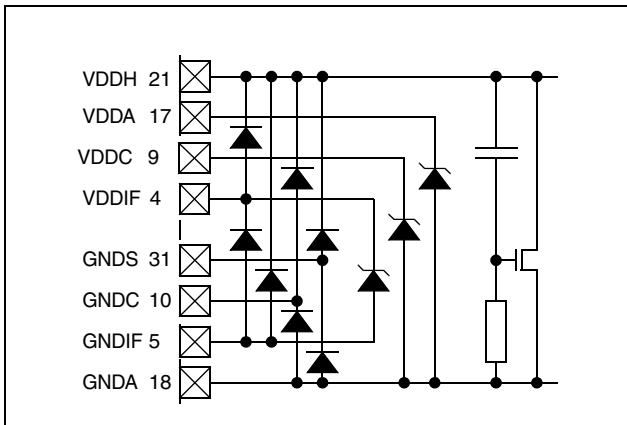 VDDH 21
VDDA 17
VDDC 9
VDDIF 4
GNDS 31
GNDC 10
GNDIF 5
GNDA 18